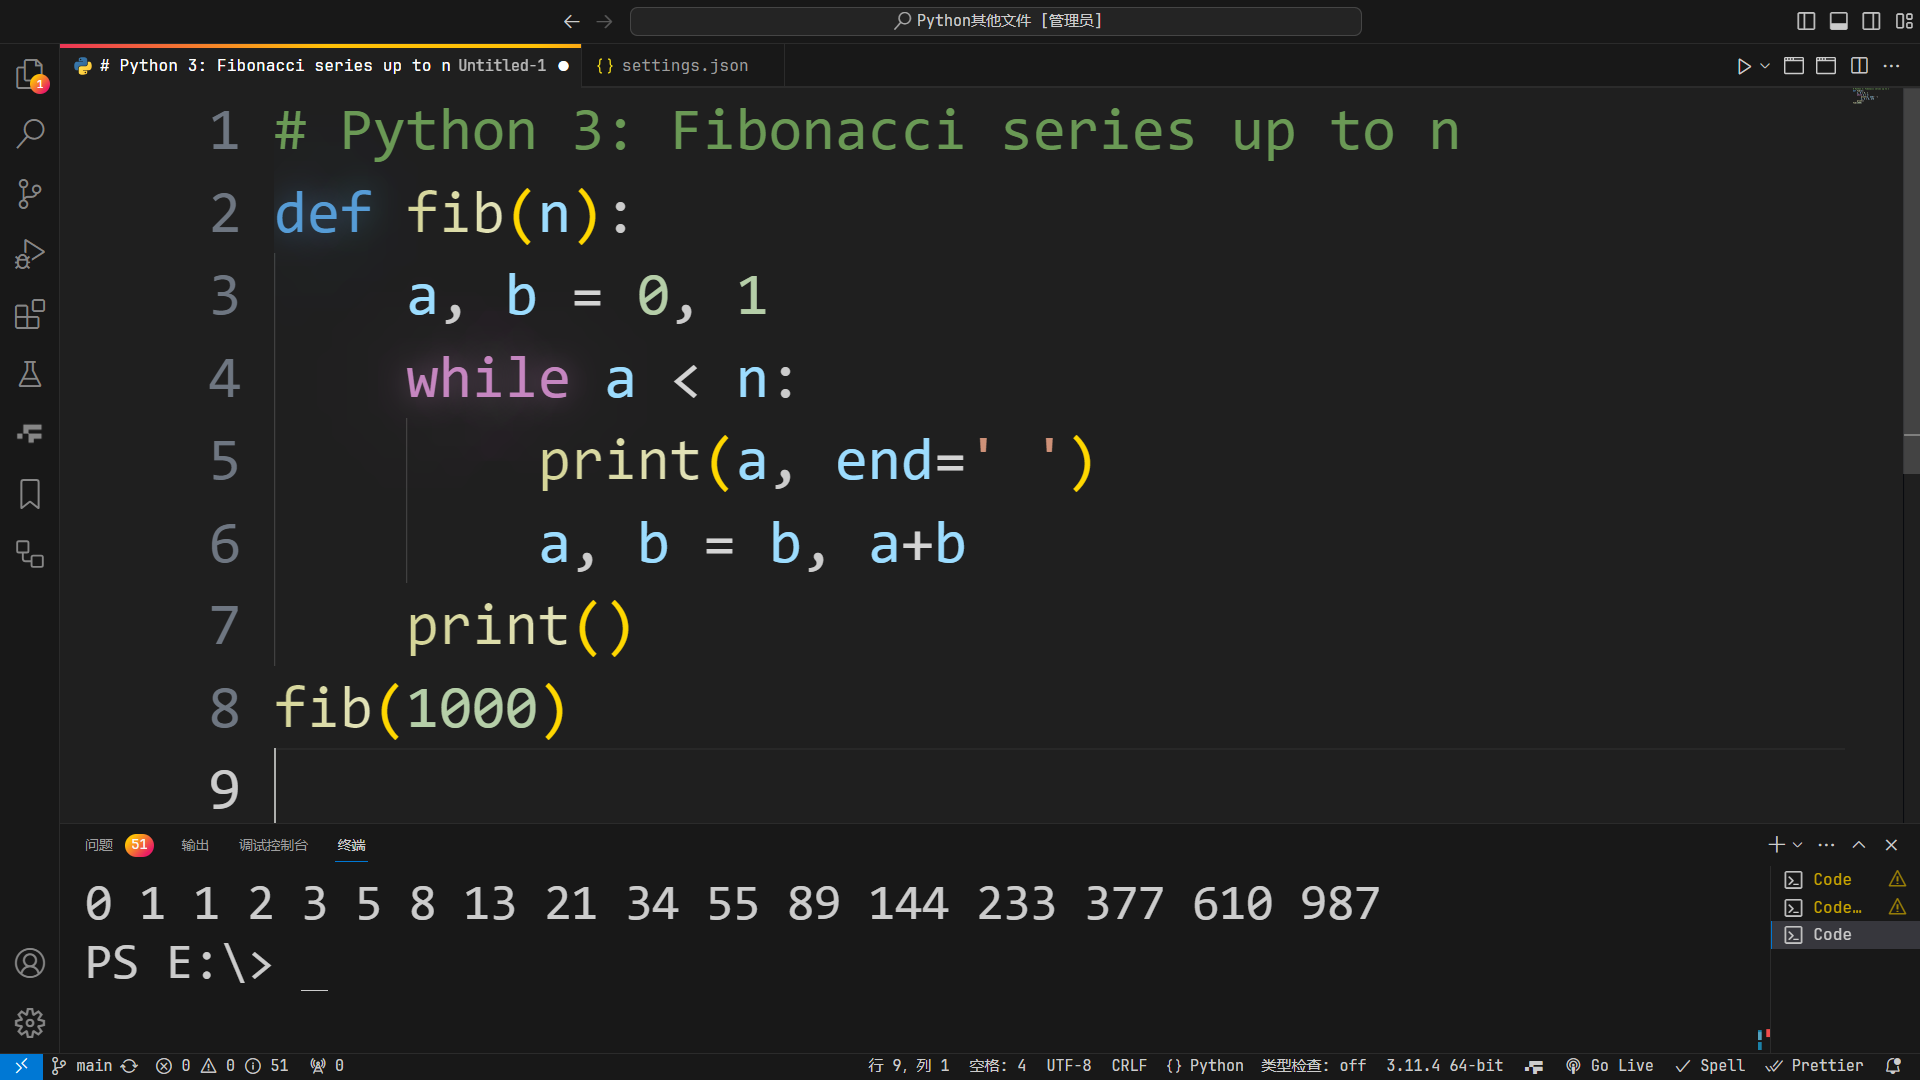 Python其他文件 [管理员]
# Python 3: Fibonacci series up to n Untitled-1
{} settings.json
1
1 # Python 3: Fibonacci series up to n
2 def fib(n):
3     a, b = 0, 1
4     while a < n:
5         print(a, end=' ')
6         a, b = b, a+b
7     print()
8 fib(1000)
9
问题 51 输出 调试控制台 终端
0 1 1 2 3 5 8 13 21 34 55 89 144 233 377 610 987
PS E:\> _
Code
Code…
Code
main 0 0 51 0 行 9, 列 1 空格: 4 UTF-8 CRLF {} Python 类型检查: off 3.11.4 64-bit Go Live Spell Prettier